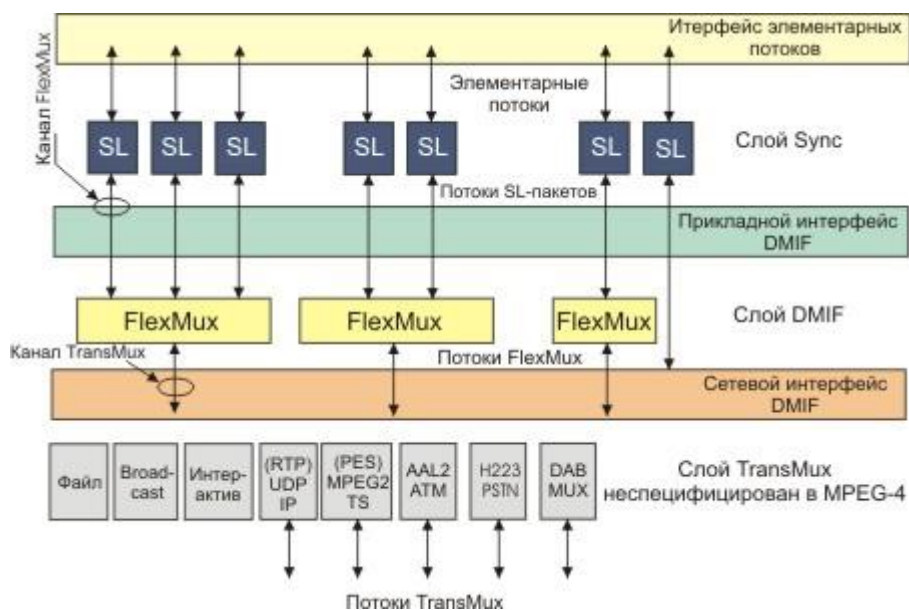 Итерфейс элементарных
потоков
Элементарные
потоки
Канал FlexMux
SL
SL
SL
SL
SL
SL
SL
Слой Sync
Потоки SL-пакетов
Прикладной интерфейс
DMIF
FlexMux
FlexMux
FlexMux
Слой DMIF
Канал TransMux
Потоки FlexMux
Сетевой интерфейс
DMIF
Файл
Broad-
cast
Интер-
актив
(RTP)
UDP
IP
(PES)
MPEG2
TS
AAL2
ATM
H223
PSTN
DAB
MUX
Слой TransMux
неспецифицирован в MPEG-4
Потоки TransMux